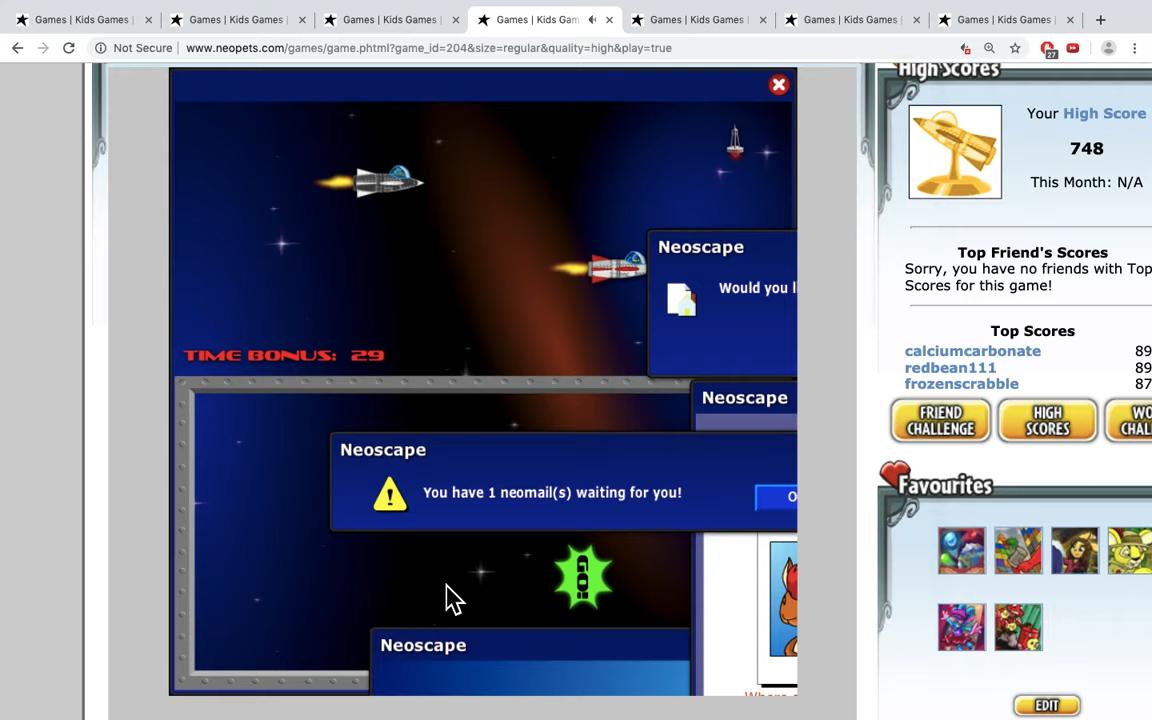 Games | Kids Games |
Games | Kids Games |
Games | Kids Games |
Games | Kids Gam
Games | Kids Games |
Games | Kids Games |
Games | Kids Games |
Not Secure | www.neopets.com/games/game.phtml?game_id=204&size=regular&quality=high&play=true
27
High Scores
Your High Score
748
This Month: N/A
Top Friend's Scores
Sorry, you have no friends with Top
Scores for this game!
Top Scores
calciumcarbonate 89
redbean111 89
frozenscrabble 87
FRIEND
CHALLENGE
HIGH
SCORES
WO
CHAL
Favourites
EDIT
Neoscape
Would you l
TIME BONUS: 29
Neoscape
Neoscape
You have 1 neomail(s) waiting for you!
O
GO!
Neoscape